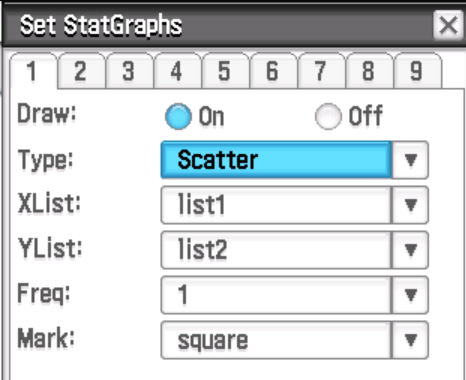 Set StatGraphs
1 2 3 4 5 6 7 8 9
Draw: On Off
Type: Scatter
XList: list1
YList: list2
Freq: 1
Mark: square